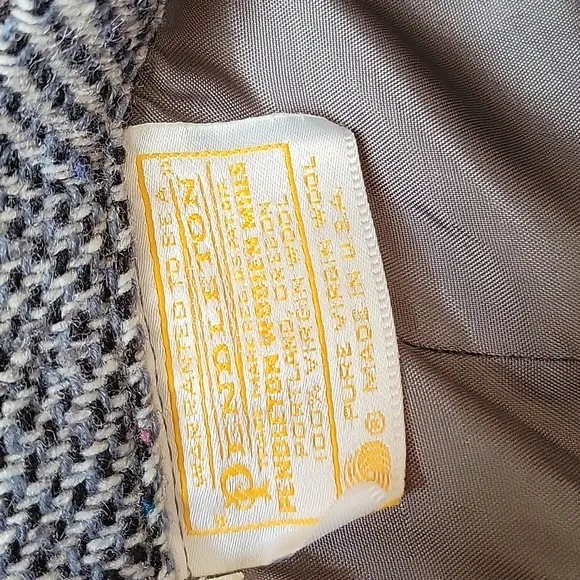 "WARRANTED TO BE A"
PENDLETON
TRADE MARK REG. US PAT. OFF.
PENDLETON WOOLEN MILLS
PORTLAND, OREGON
100% VIRGIN WOOL
PURE VIRGIN WOOL
® MADE IN U.S.A.